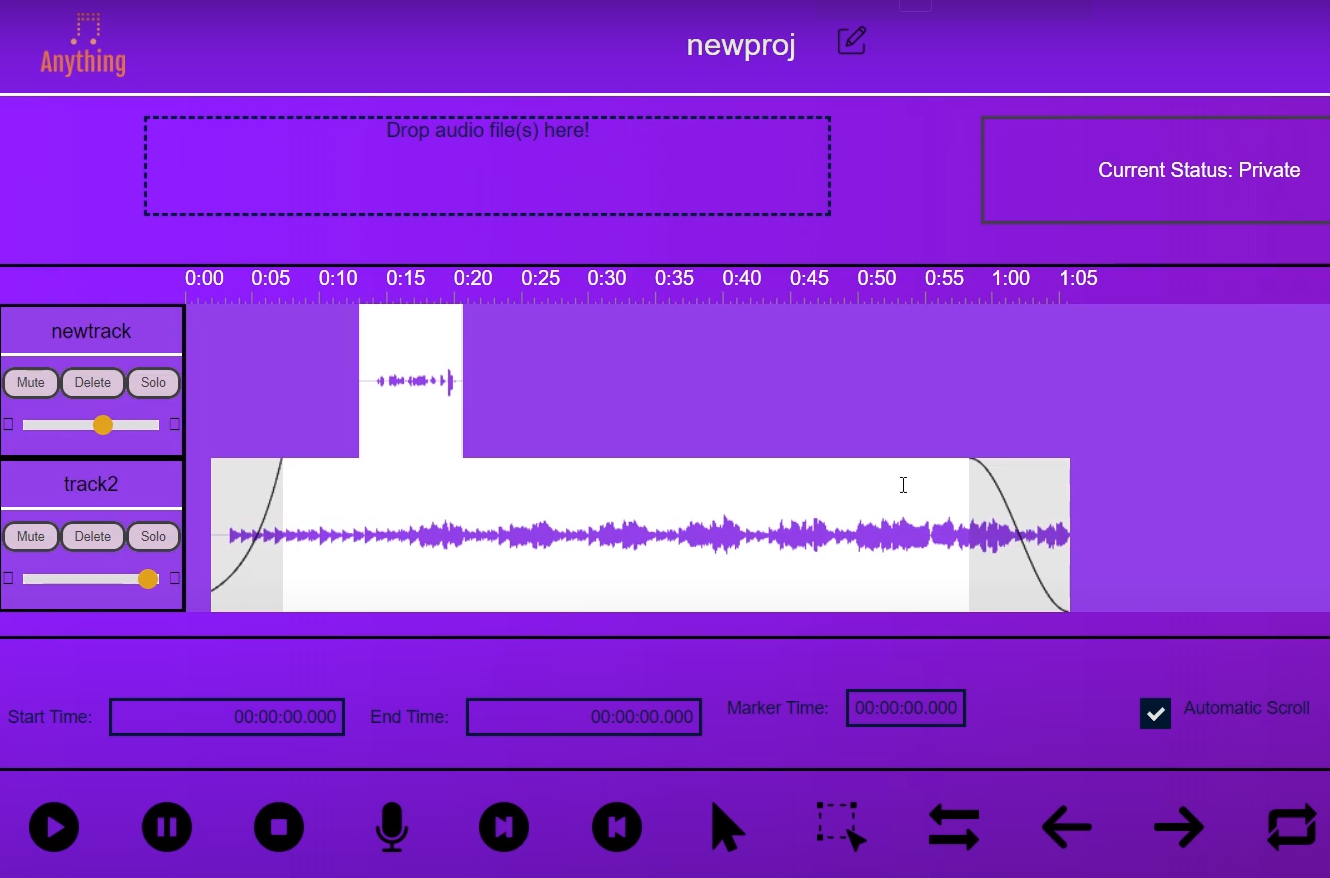 Anything
newproj
Drop audio file(s) here!
Current Status: Private
0:00 0:05 0:10 0:15 0:20 0:25 0:30 0:35 0:40 0:45 0:50 0:55 1:00 1:05
newtrack
Mute Delete Solo
track2
Mute Delete Solo
Start Time: 00:00:00.000 End Time: 00:00:00.000 Marker Time: 00:00:00.000 Automatic Scroll